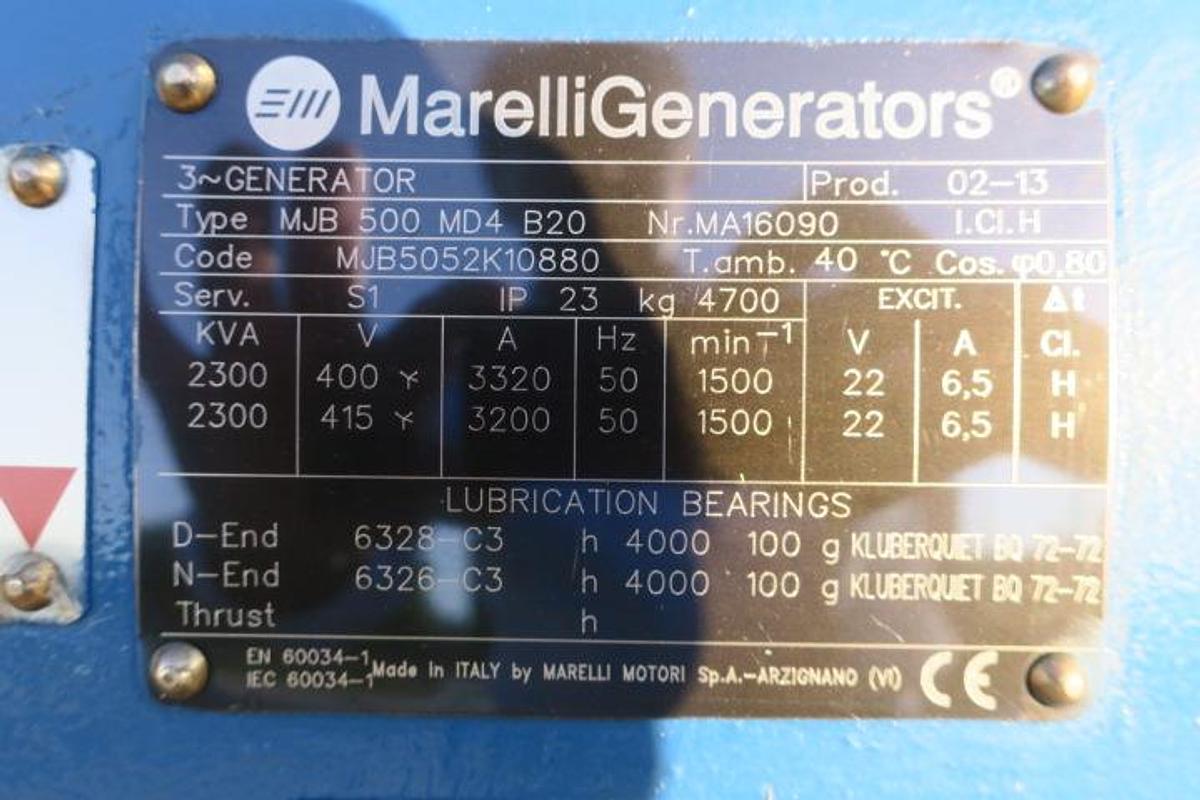 MarelliGenerators®
3~GENERATOR Prod. 02-13
Type MJB 500 MD4 B20 Nr.MA16090 I.Cl.H
Code MJB5052K10880 T.amb. 40 °C Cos.φ0,80
Serv. S1 IP 23 kg 4700 EXCIT. Δt
KVA V A Hz min⁻¹ V A Cl.
2300 400 Y 3320 50 1500 22 6,5 H
2300 415 Y 3200 50 1500 22 6,5 H
LUBRICATION BEARINGS
D-End 6328-C3 h 4000 100 g KLUBERQUIET BQ 72-72
N-End 6326-C3 h 4000 100 g KLUBERQUIET BQ 72-72
Thrust h
EN 60034-1
IEC 60034-1
Made in ITALY by MARELLI MOTORI Sp.A.-ARZIGNANO (VI) CE